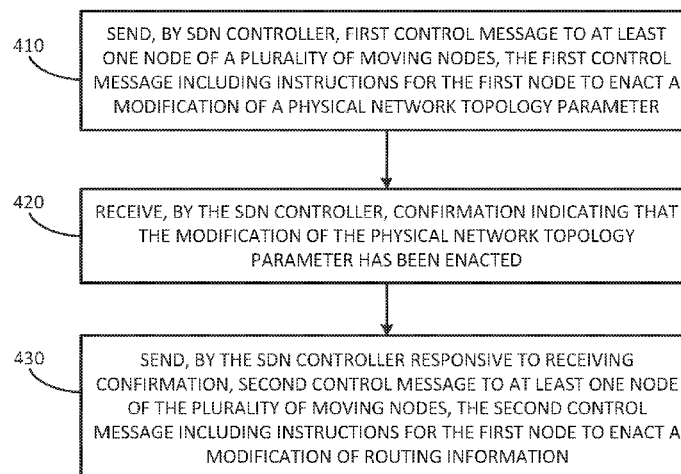 410
SEND, BY SDN CONTROLLER, FIRST CONTROL MESSAGE TO AT LEAST
ONE NODE OF A PLURALITY OF MOVING NODES, THE FIRST CONTROL
MESSAGE INCLUDING INSTRUCTIONS FOR THE FIRST NODE TO ENACT A
MODIFICATION OF A PHYSICAL NETWORK TOPOLOGY PARAMETER
420
RECEIVE, BY THE SDN CONTROLLER, CONFIRMATION INDICATING THAT
THE MODIFICATION OF THE PHYSICAL NETWORK TOPOLOGY
PARAMETER HAS BEEN ENACTED
430
SEND, BY THE SDN CONTROLLER RESPONSIVE TO RECEIVING
CONFIRMATION, SECOND CONTROL MESSAGE TO AT LEAST ONE NODE
OF THE PLURALITY OF MOVING NODES, THE SECOND CONTROL
MESSAGE INCLUDING INSTRUCTIONS FOR THE FIRST NODE TO ENACT A
MODIFICATION OF ROUTING INFORMATION